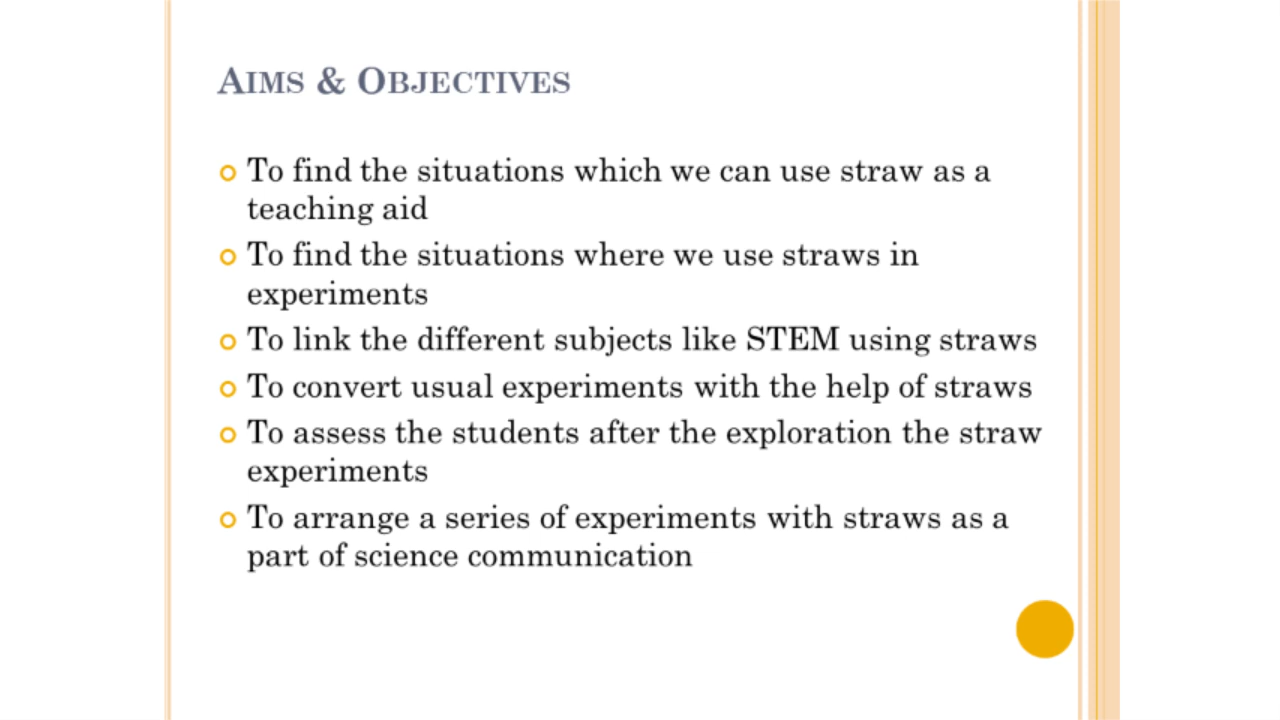 Aims & Objectives
To find the situations which we can use straw as a
teaching aid
To find the situations where we use straws in
experiments
To link the different subjects like STEM using straws
To convert usual experiments with the help of straws
To assess the students after the exploration the straw
experiments
To arrange a series of experiments with straws as a
part of science communication